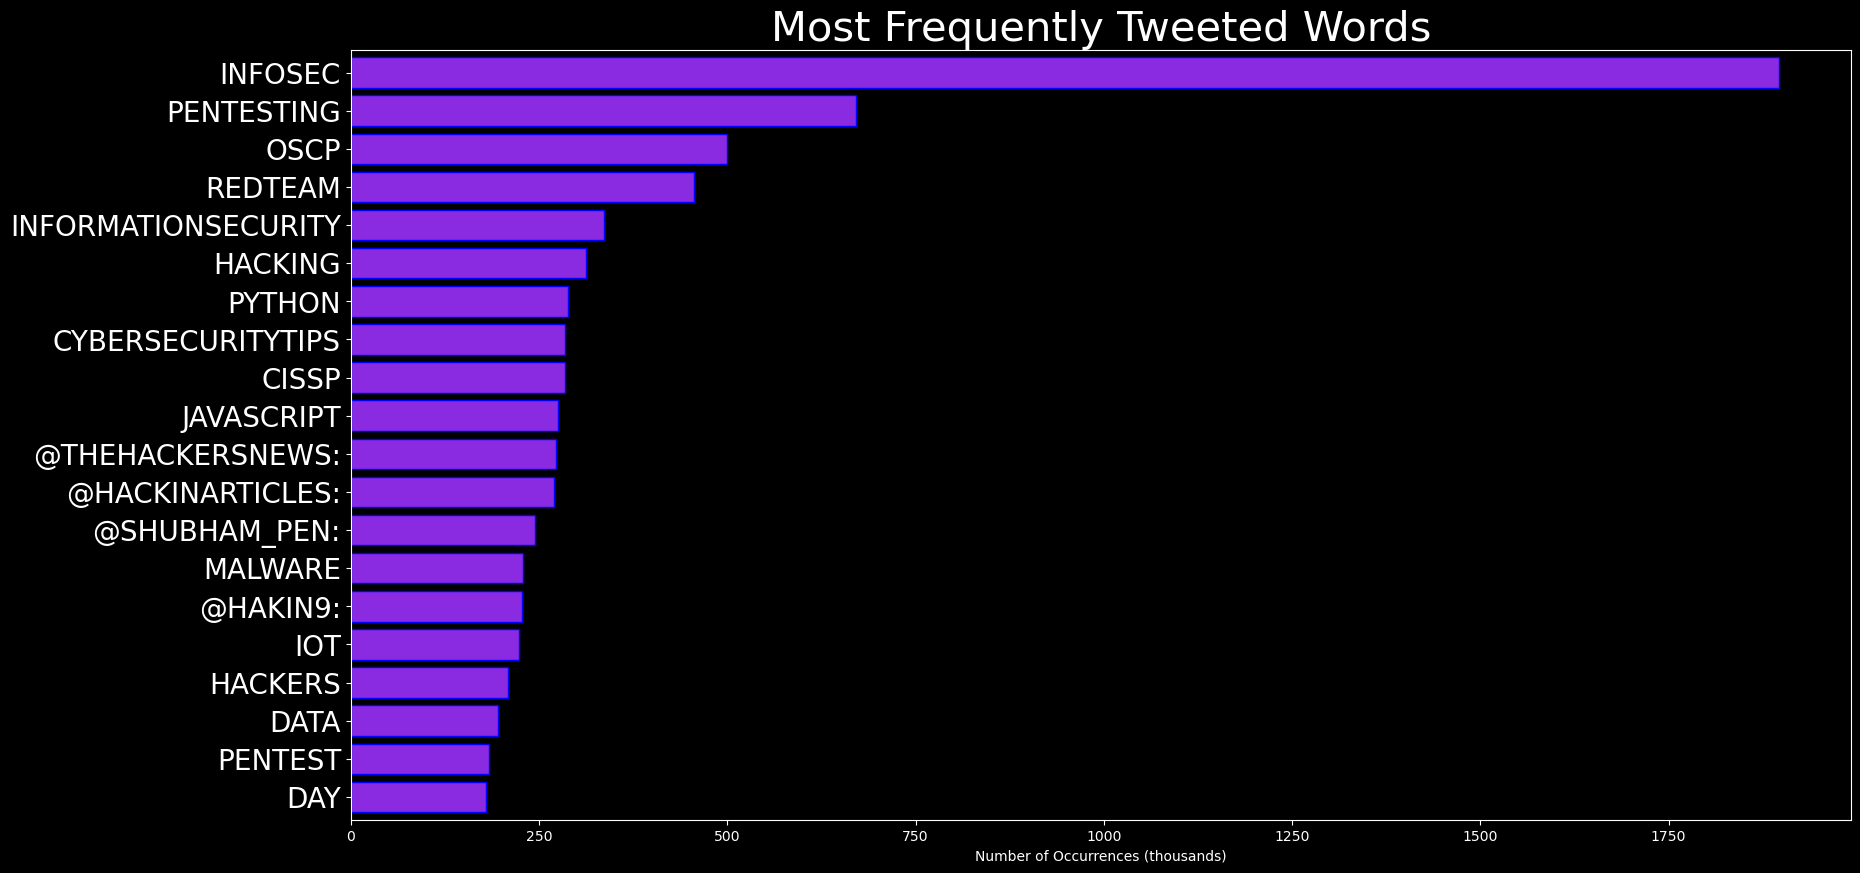 Most Frequently Tweeted Words
INFOSEC
PENTESTING
OSCP
REDTEAM
INFORMATIONSECURITY
HACKING
PYTHON
CYBERSECURITYTIPS
CISSP
JAVASCRIPT
@THEHACKERSNEWS:
@HACKINARTICLES:
@SHUBHAM_PEN:
MALWARE
@HAKIN9:
IOT
HACKERS
DATA
PENTEST
DAY
0 250 500 750 1000 1250 1500 1750
Number of Occurrences (thousands)